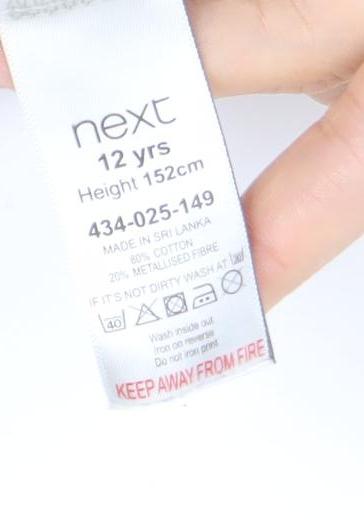 next
12 yrs
Height 152cm
434-025-149
MADE IN SRI LANKA
80% COTTON
20% METALLISED FIBRE
IF IT'S NOT DIRTY WASH AT
40
Wash inside out
Iron on reverse
Do not iron print
KEEP AWAY FROM FIRE